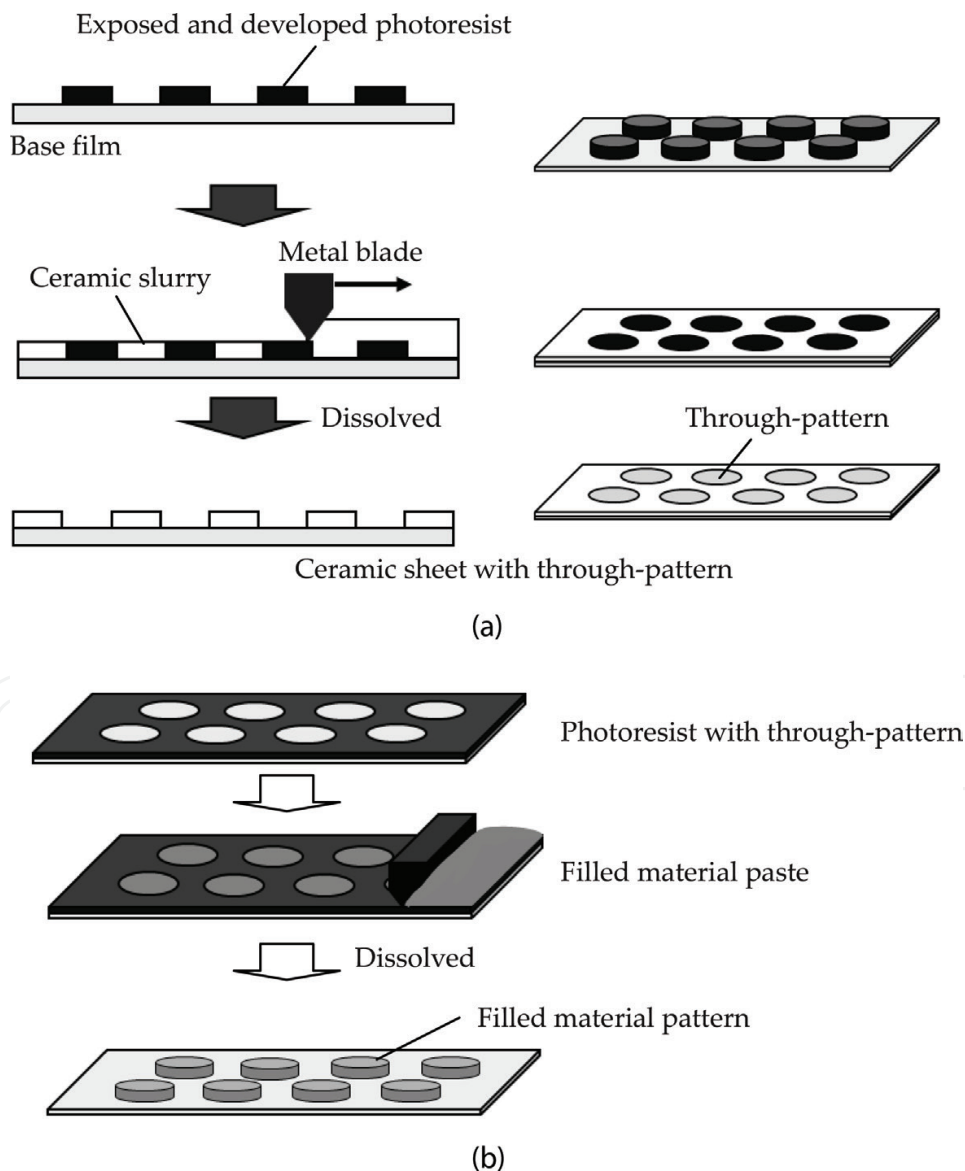 Exposed and developed photoresist
Base film
Metal blade
Ceramic slurry
Dissolved
Through-pattern
Ceramic sheet with through-pattern
(a)
Photoresist with through-pattern
Filled material paste
Dissolved
Filled material pattern
(b)